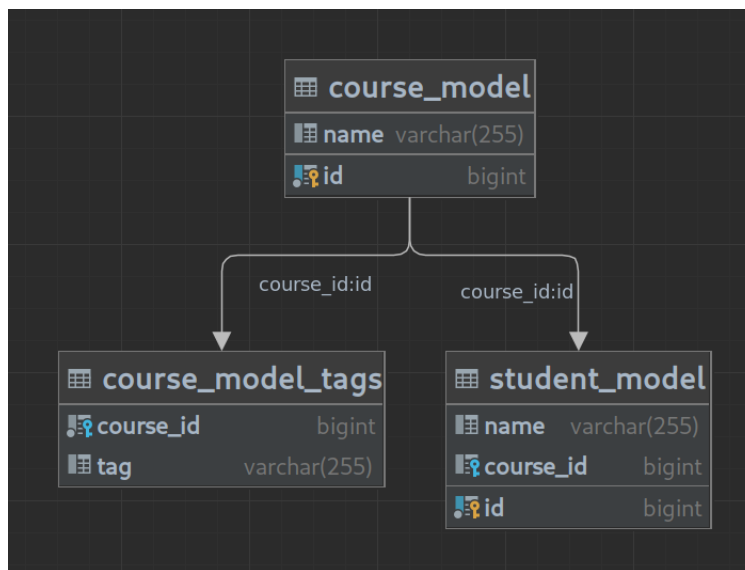 course_model
name varchar(255)
id bigint
course_id:id
course_id:id
course_model_tags
course_id bigint
tag varchar(255)
student_model
name varchar(255)
course_id bigint
id bigint